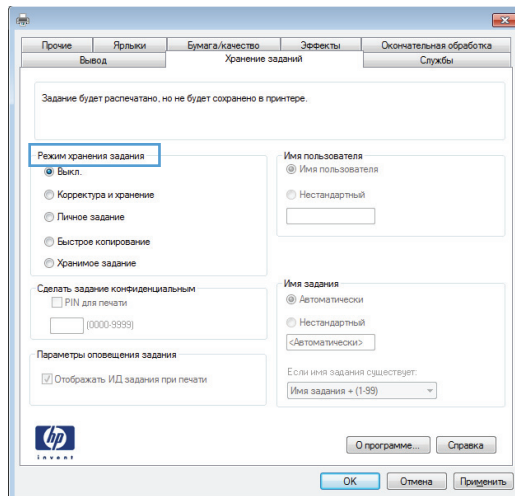 Прочие Ярлыки Бумага/качество Эффекты Окончательная обработка
Вывод Хранение заданий Службы
Задание будет распечатано, но не будет сохранено в принтере.
Режим хранения задания
Выкл.
Корректура и хранение
Личное задание
Быстрое копирование
Хранимое задание
Имя пользователя
Имя пользователя
Нестандартный
Сделать задание конфиденциальным
PIN для печати
(0000-9999)
Имя задания
Автоматически
Нестандартный
<Автоматически>
Если имя задания существует:
Имя задания + (1-99)
Параметры оповещения задания
Отображать ИД задания при печати
hp
invent
О программе... Справка
OK Отмена Применить